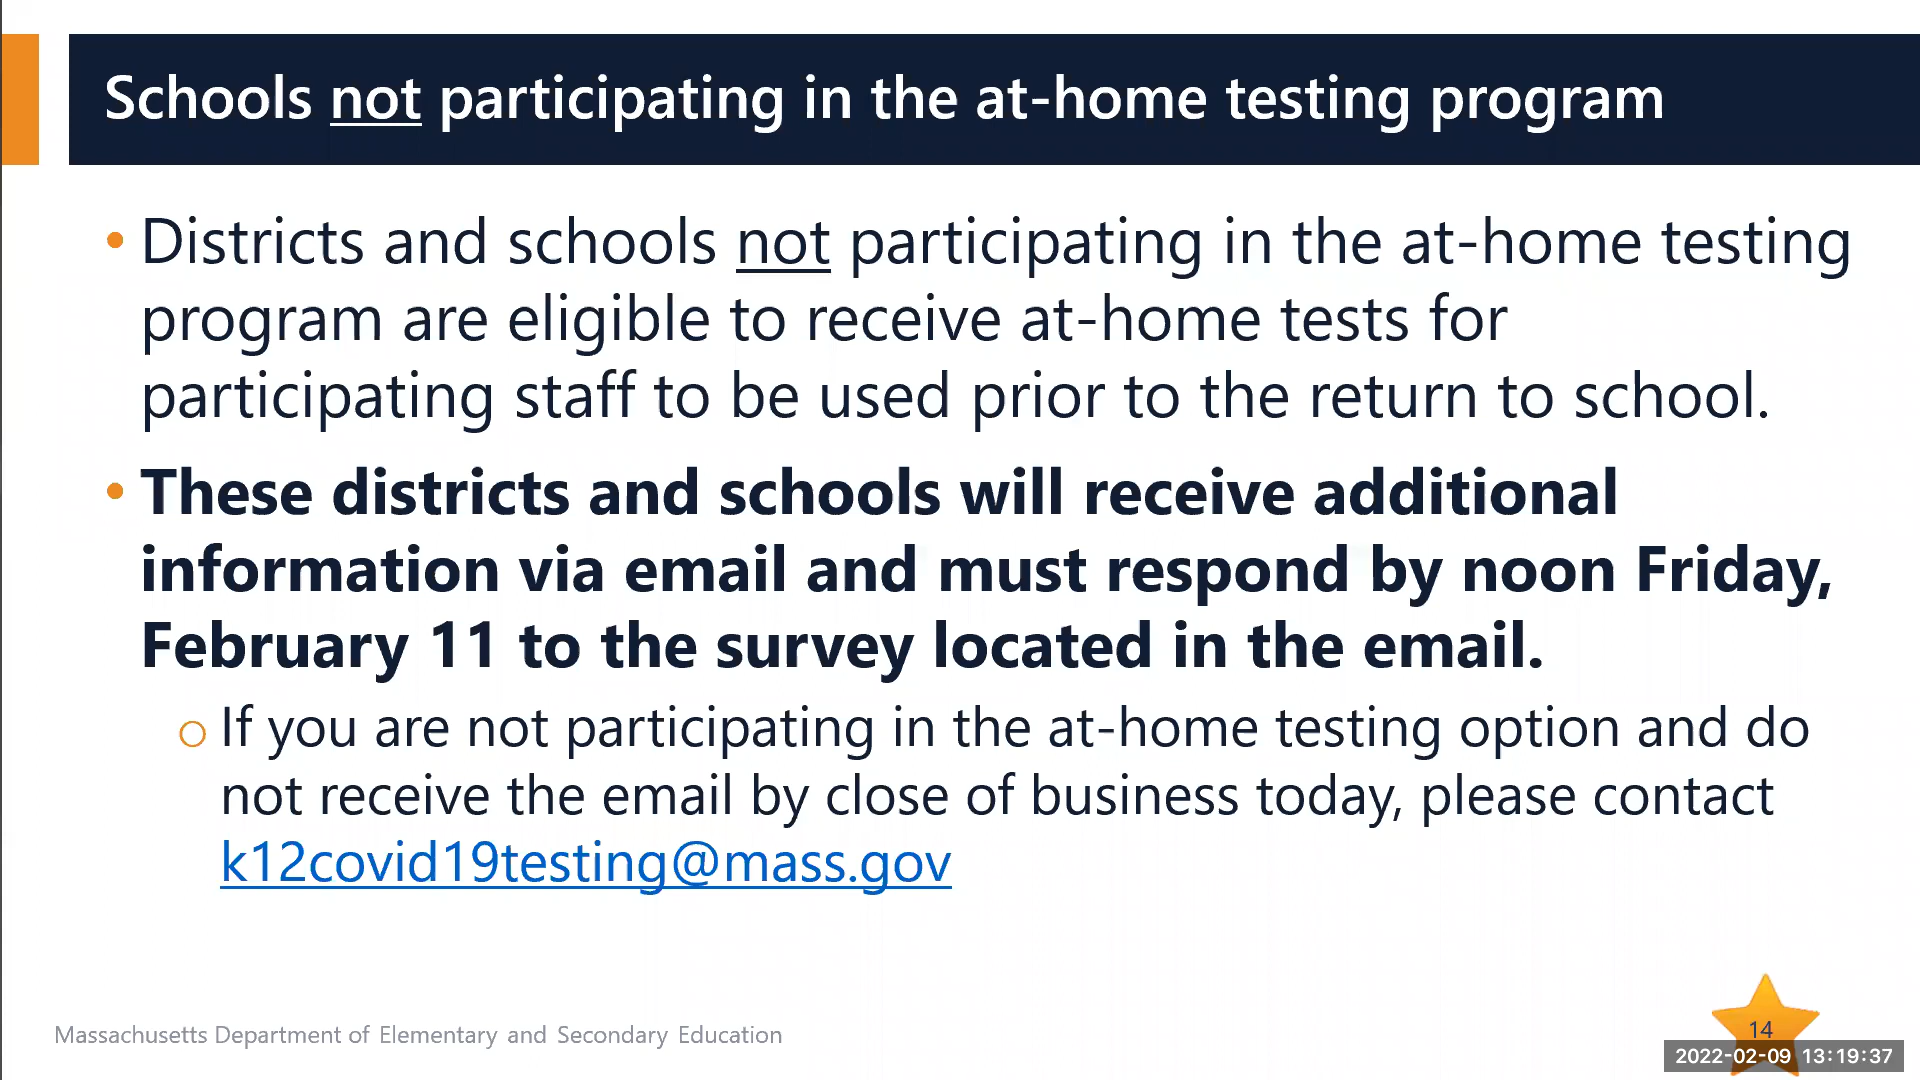 Schools not participating in the at-home testing program
• Districts and schools not participating in the at-home testing
program are eligible to receive at-home tests for
participating staff to be used prior to the return to school.
• These districts and schools will receive additional
information via email and must respond by noon Friday,
February 11 to the survey located in the email.
o If you are not participating in the at-home testing option and do
not receive the email by close of business today, please contact
k12covid19testing@mass.gov
Massachusetts Department of Elementary and Secondary Education
14
2022-02-09 13:19:37